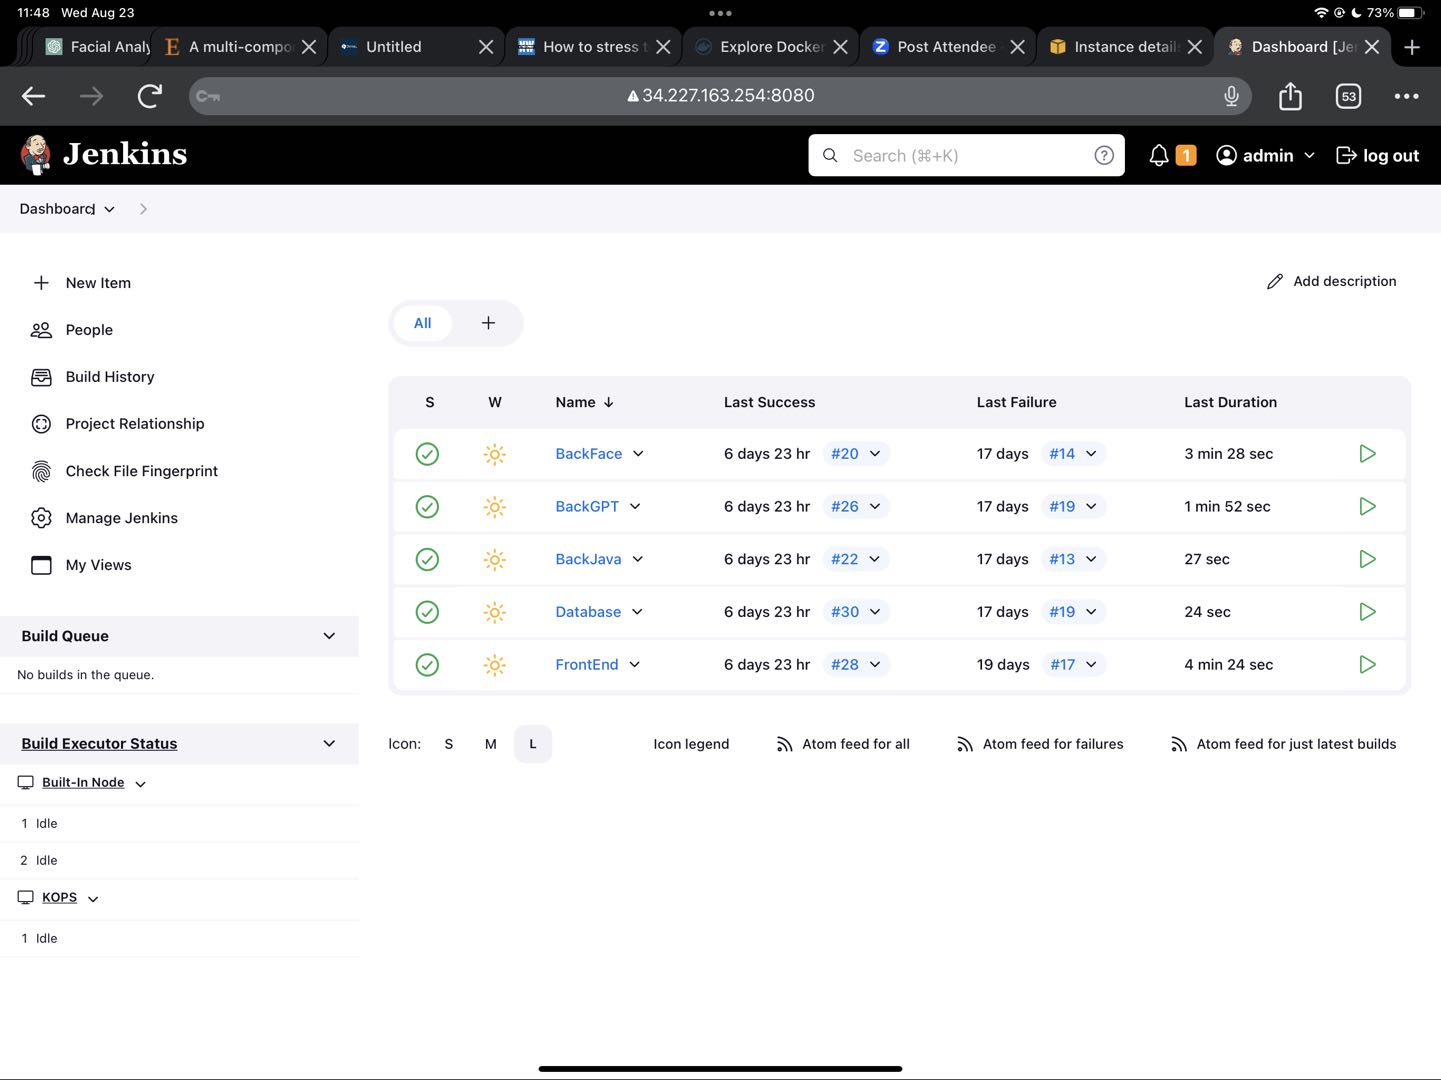 11:48 Wed Aug 23
73%
Facial Analy
A multi-compo
Untitled
How to stress t
Explore Docker
Post Attendee
Instance details
Dashboard [Je
34.227.163.254:8080
53
Jenkins
Search (⌘+K)
1
admin
log out
Dashboard
New Item
People
Build History
Project Relationship
Check File Fingerprint
Manage Jenkins
My Views
Build Queue
No builds in the queue.
Build Executor Status
Built-In Node
1 Idle
2 Idle
KOPS
1 Idle
Add description
All +
S W Name ↓ Last Success Last Failure Last Duration
BackFace 6 days 23 hr #20 17 days #14 3 min 28 sec
BackGPT 6 days 23 hr #26 17 days #19 1 min 52 sec
BackJava 6 days 23 hr #22 17 days #13 27 sec
Database 6 days 23 hr #30 17 days #19 24 sec
FrontEnd 6 days 23 hr #28 19 days #17 4 min 24 sec
Icon: S M L Icon legend Atom feed for all Atom feed for failures Atom feed for just latest builds